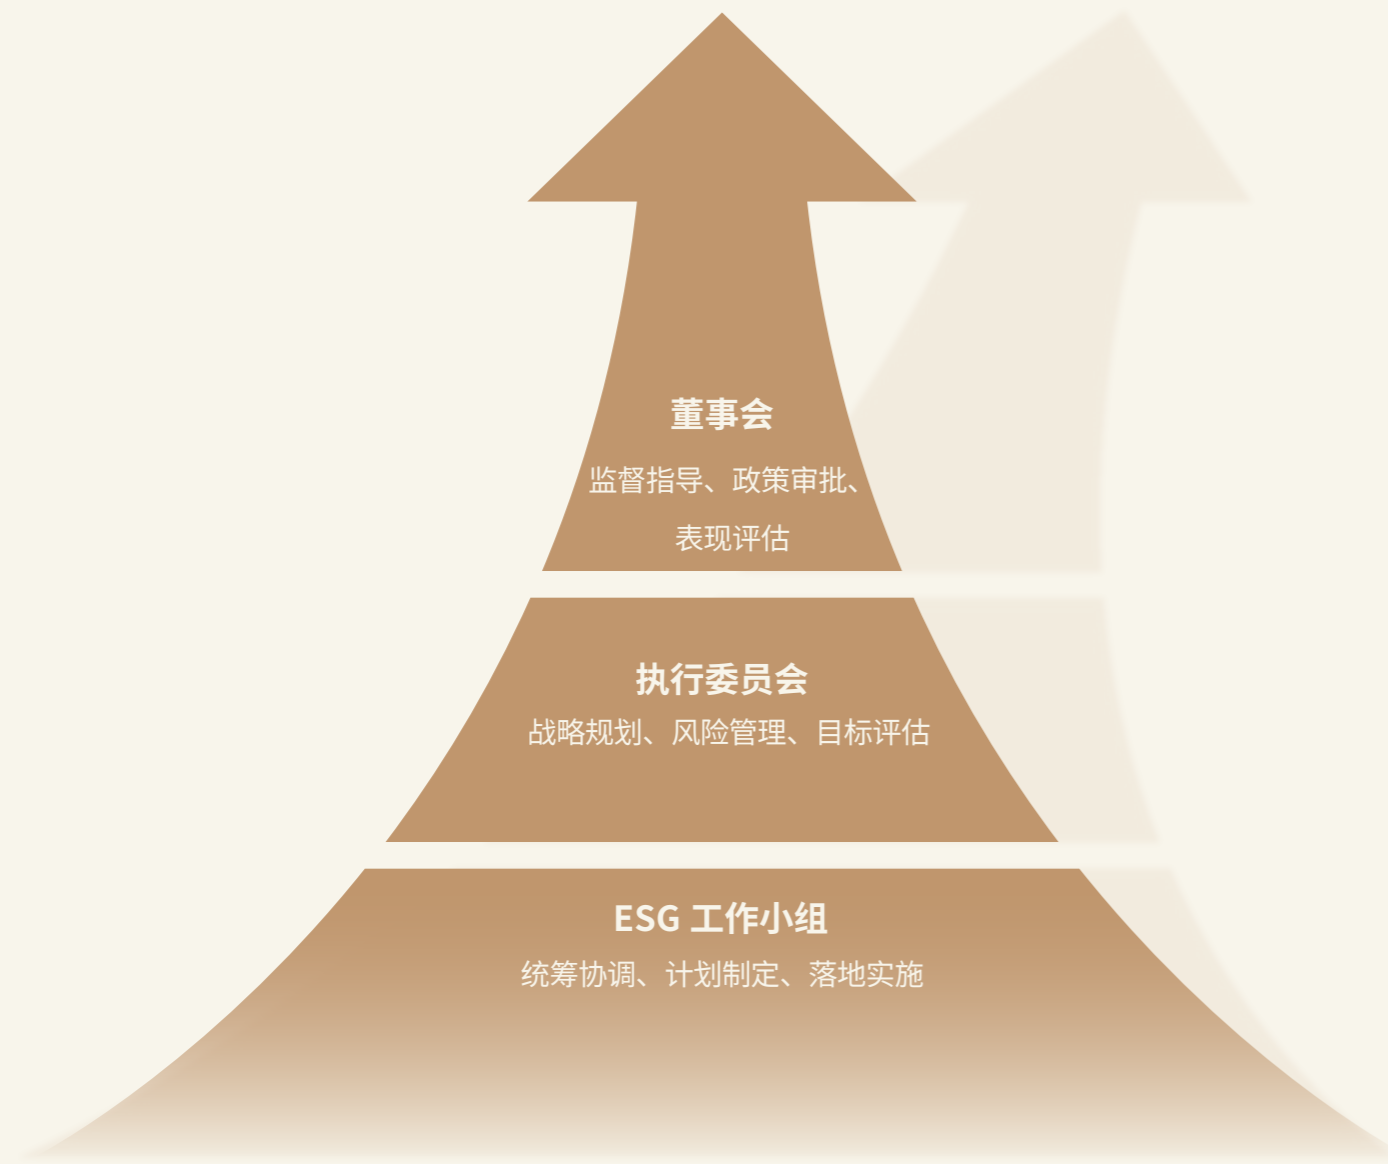 董事会
监督指导、政策审批、
表现评估
执行委员会
战略规划、风险管理、目标评估
ESG 工作小组
统筹协调、计划制定、落地实施